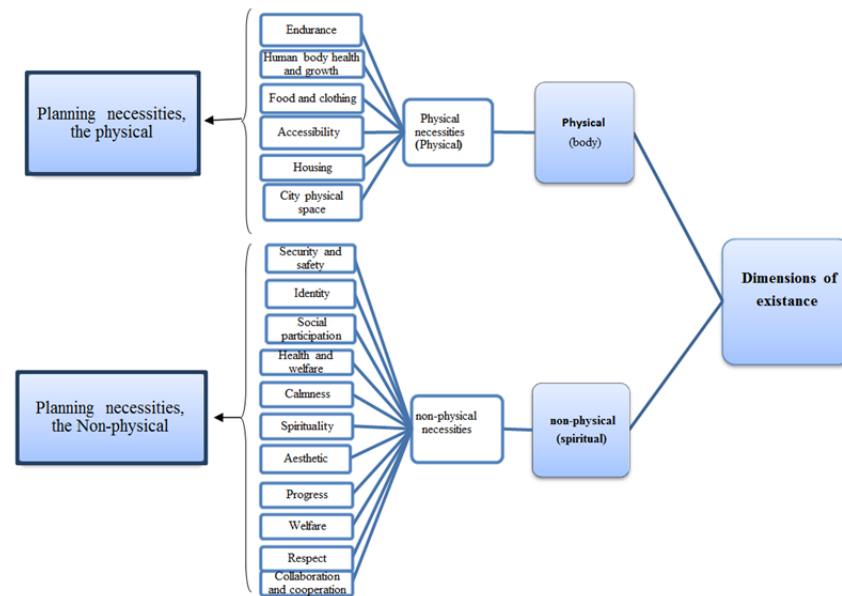 Endurance
Human body health
and growth
Food and clothing
Accessibility
Housing
City physical
space
Planning necessities,
the physical
Physical
necessities
(Physical)
Physical
(body)
Dimensions of
existance
Security and
safety
Identity
Social
participation
Health and
welfare
Calmness
Spirituality
Aesthetic
Progress
Welfare
Respect
Collaboration
and cooperation
Planning necessities,
the Non-physical
non-physical
necessities
non-physical
(spiritual)